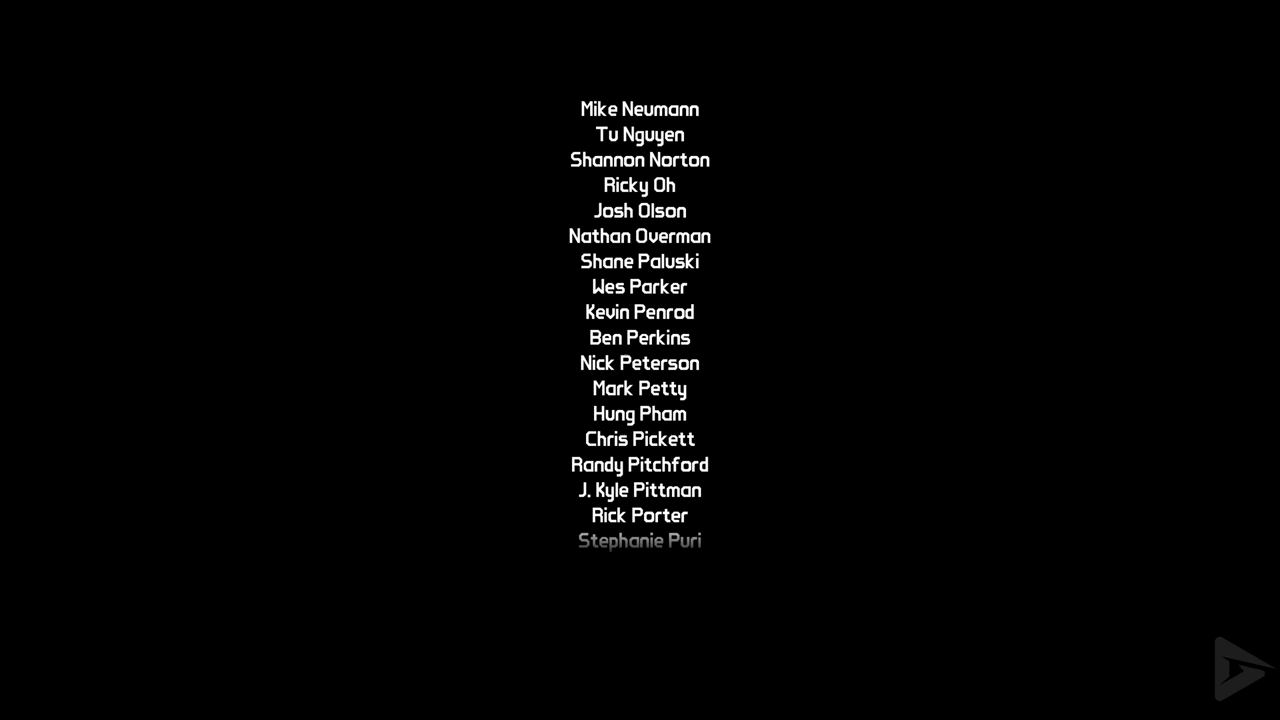 Mike Neumann
Tu Nguyen
Shannon Norton
Ricky Oh
Josh Olson
Nathan Overman
Shane Paluski
Wes Parker
Kevin Penrod
Ben Perkins
Nick Peterson
Mark Petty
Hung Pham
Chris Pickett
Randy Pitchford
J. Kyle Pittman
Rick Porter
Stephanie Puri